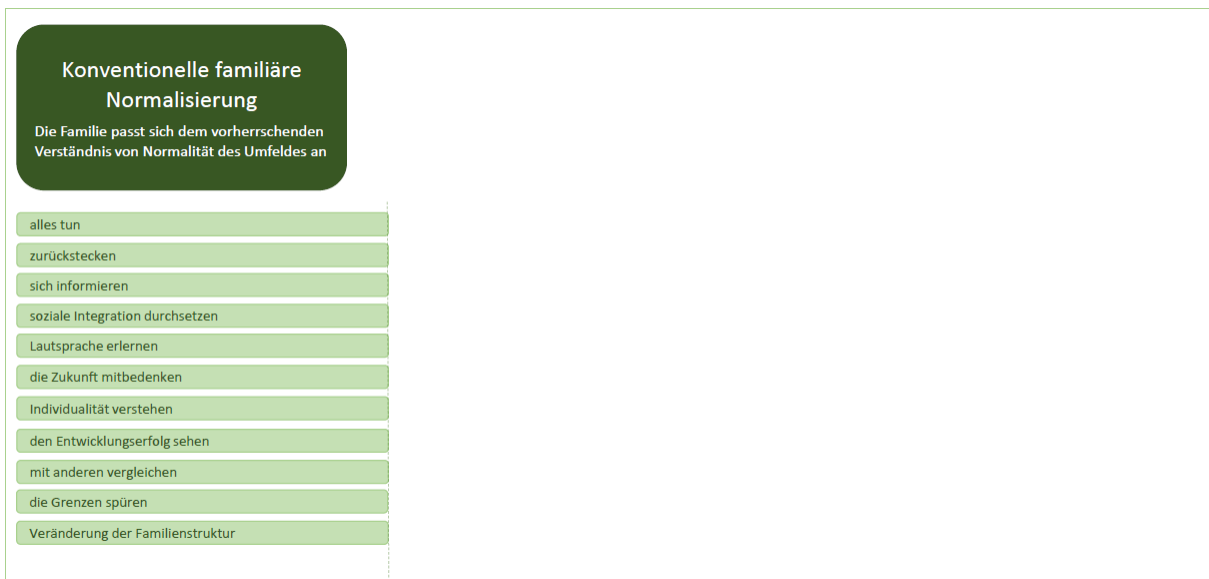 Konventionelle familiäre
Normalisierung
Die Familie passt sich dem vorherrschenden
Verständnis von Normalität des Umfeldes an
alles tun
zurückstecken
sich informieren
soziale Integration durchsetzen
Lautsprache erlernen
die Zukunft mitbedenken
Individualität verstehen
den Entwicklungserfolg sehen
mit anderen vergleichen
die Grenzen spüren
Veränderung der Familienstruktur